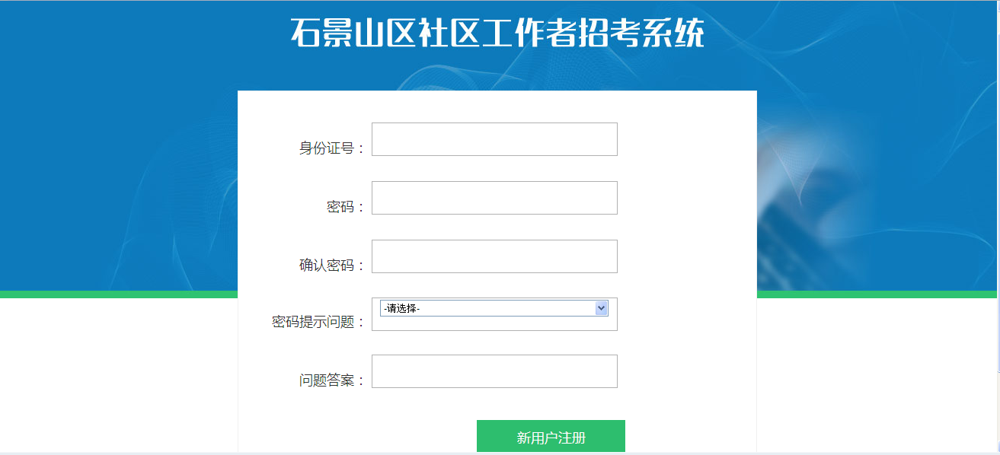 石景山区社区工作者招考系统
身份证号：
密码：
确认密码：
密码提示问题： -请选择-
问题答案：
新用户注册